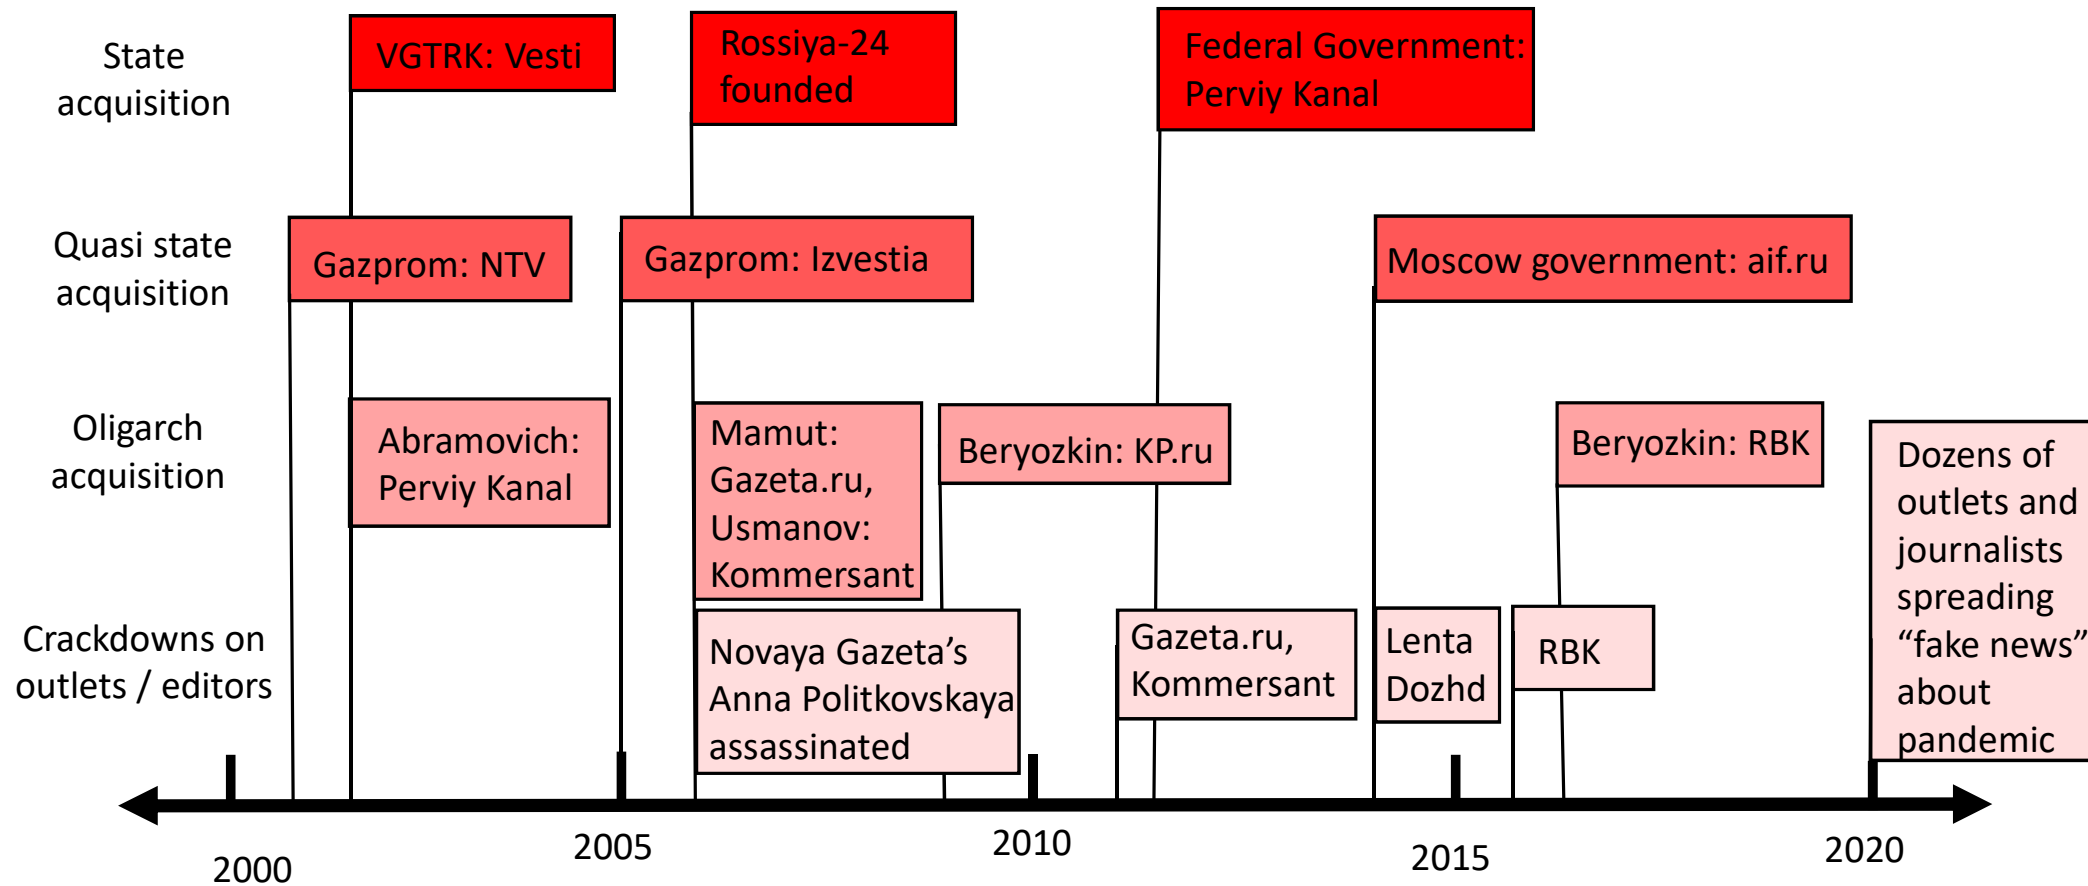 State
acquisition
VGTRK: Vesti
Rossiya-24
founded
Federal Government:
Perviy Kanal
Quasi state
acquisition
Gazprom: NTV
Gazprom: Izvestia
Moscow government: aif.ru
Oligarch
acquisition
Abramovich:
Perviy Kanal
Mamut:
Gazeta.ru,
Usmanov:
Kommersant
Beryozkin: KP.ru
Beryozkin: RBK
Dozens of
outlets and
journalists
spreading
“fake news”
about
pandemic
Crackdowns on
outlets / editors
Novaya Gazeta’s
Anna Politkovskaya
assassinated
Gazeta.ru,
Kommersant
Lenta
Dozhd
RBK
2000
2005
2010
2015
2020